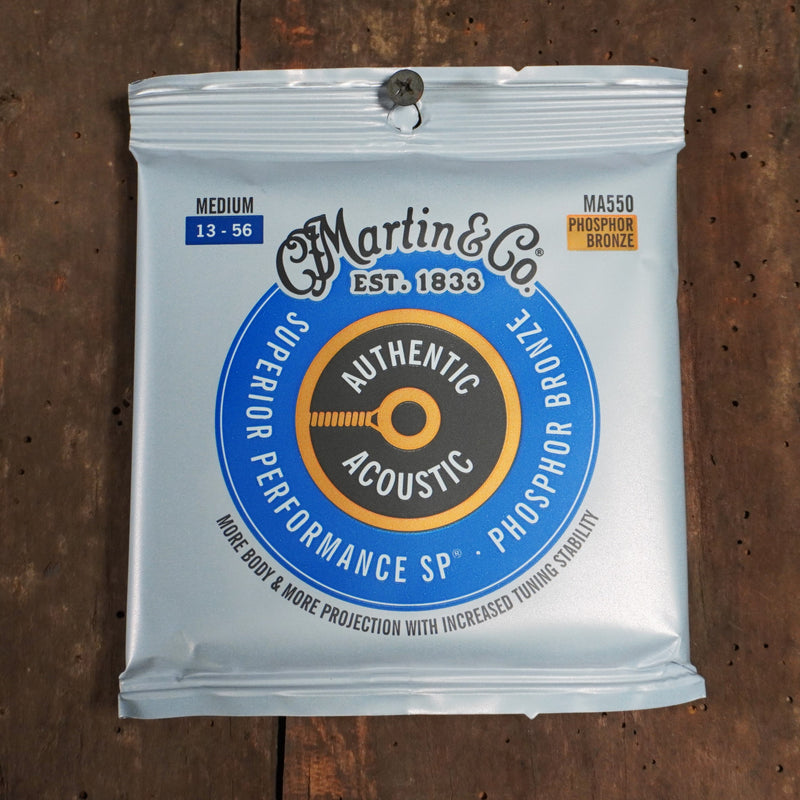 MEDIUM
13 - 56
MA550
PHOSPHOR
BRONZE
CF Martin & Co.®
EST. 1833
AUTHENTIC
ACOUSTIC
SUPERIOR PERFORMANCE SP® · PHOSPHOR BRONZE
MORE BODY & MORE PROJECTION WITH INCREASED TUNING STABILITY